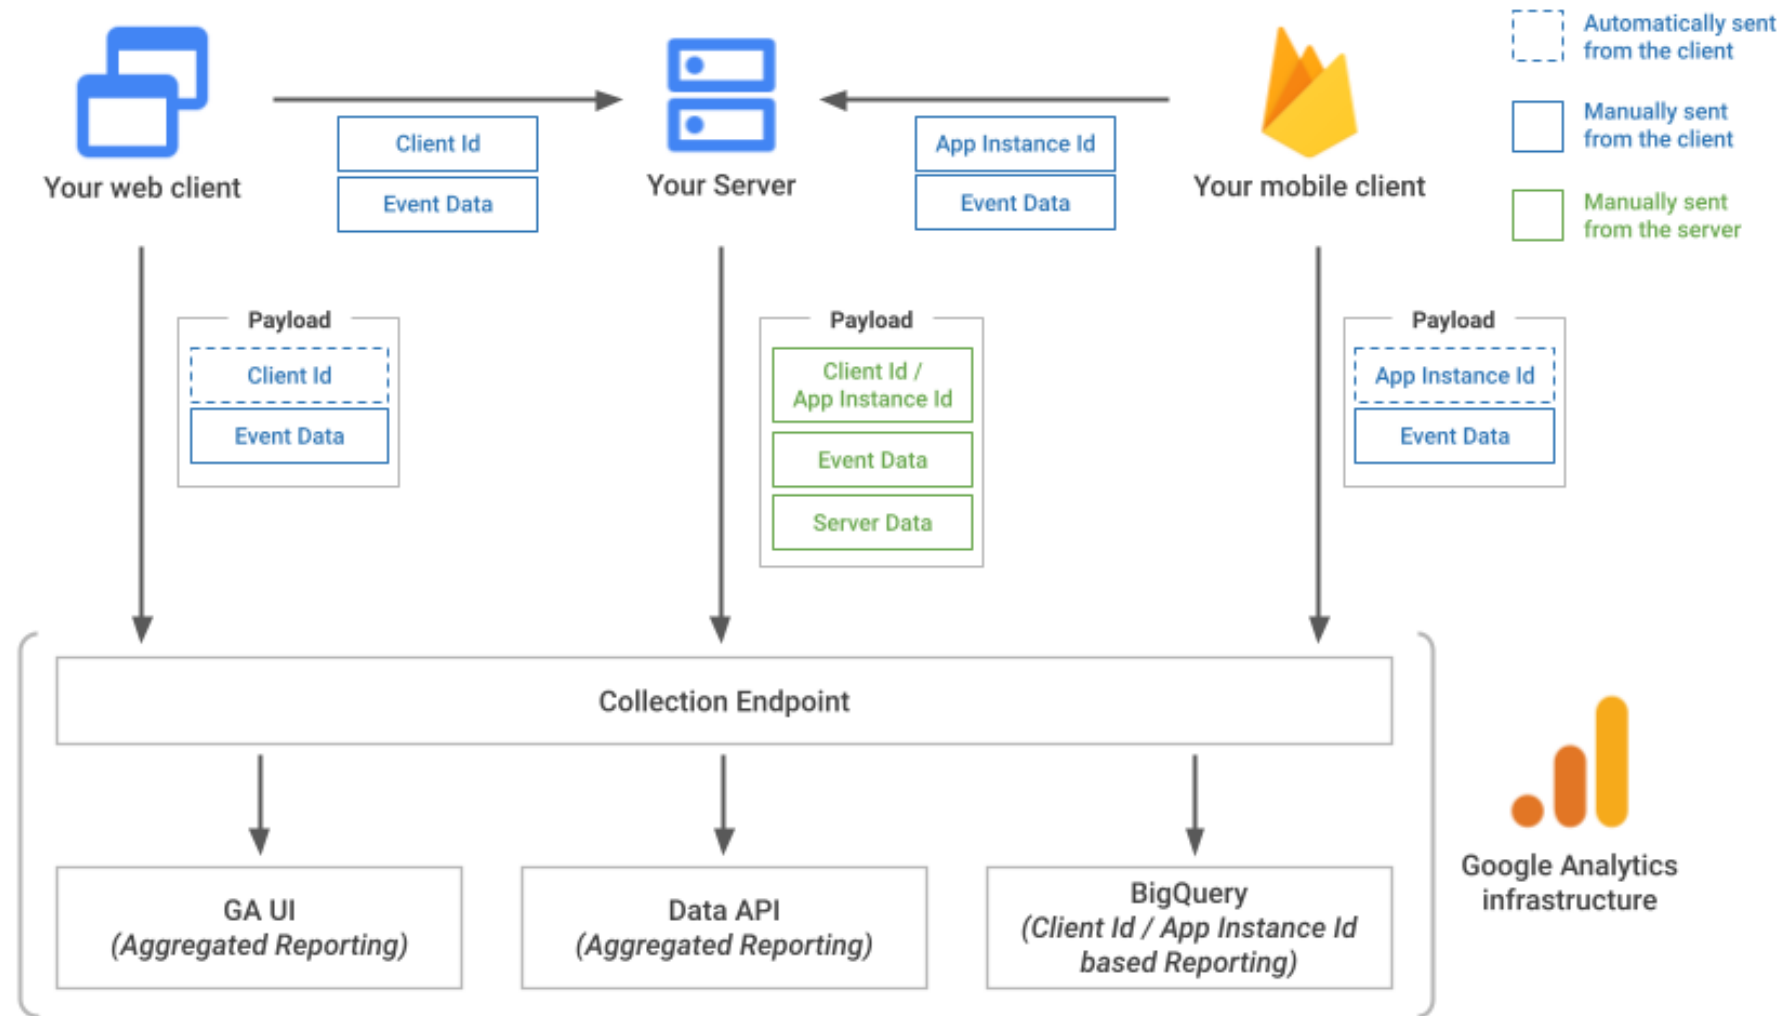 Automatically sent
from the client
Manually sent
from the client
Manually sent
from the server
Client Id
Event Data
App Instance Id
Event Data
Your web client
Your Server
Your mobile client
Payload
Client Id
Event Data
Payload
Client Id /
App Instance Id
Event Data
Server Data
Payload
App Instance Id
Event Data
Collection Endpoint
GA UI
(Aggregated Reporting)
Data API
(Aggregated Reporting)
BigQuery
(Client Id / App Instance Id
based Reporting)
Google Analytics
infrastructure